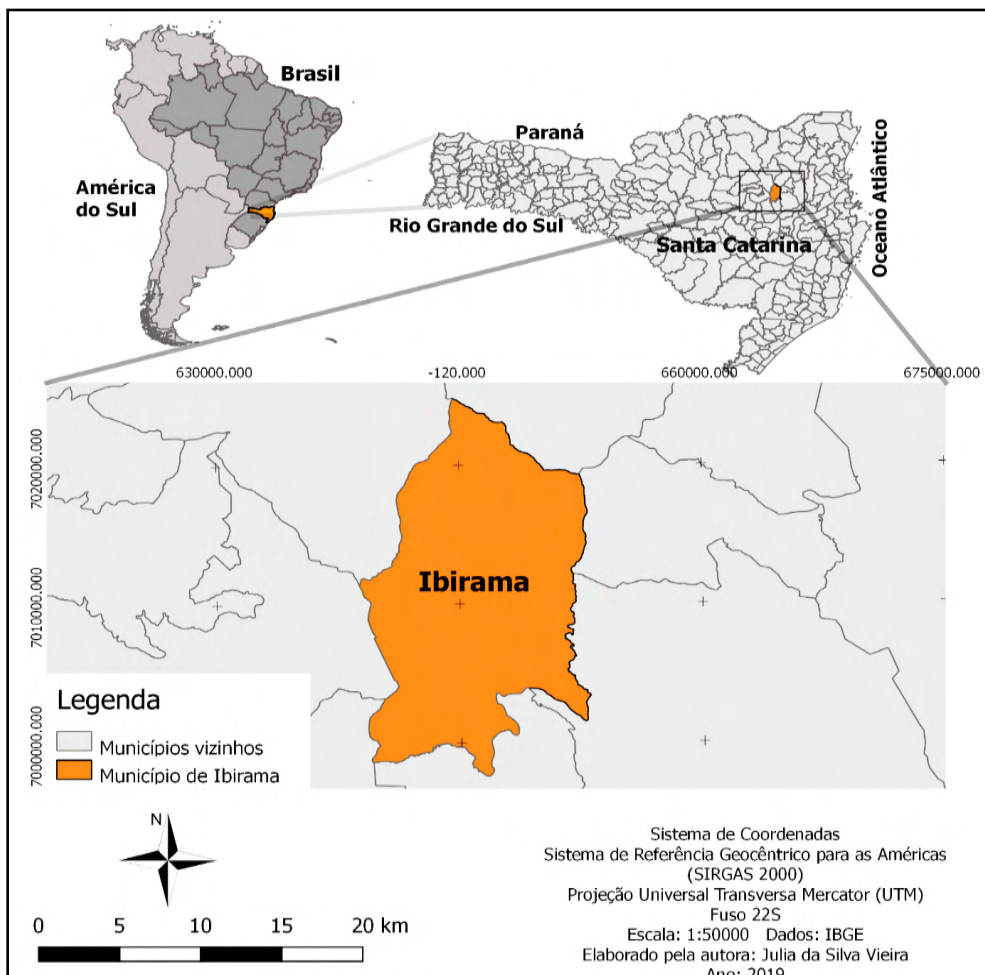 Brasil
Paraná
América
do Sul
Rio Grande do Sul
Santa Catarina
Oceano Atlântico
630000.000
-120.000
660000.000
675000.000
7020000.000
7010000.000
7000000.000
Ibirama
Legenda
Municípios vizinhos
Município de Ibirama
N
0 5 10 15 20 km
Sistema de Coordenadas
Sistema de Referência Geocêntrico para as Américas
(SIRGAS 2000)
Projeção Universal Transversa Mercator (UTM)
Fuso 22S
Escala: 1:50000 Dados: IBGE
Elaborado pela autora: Julia da Silva Vieira
Ano: 2019